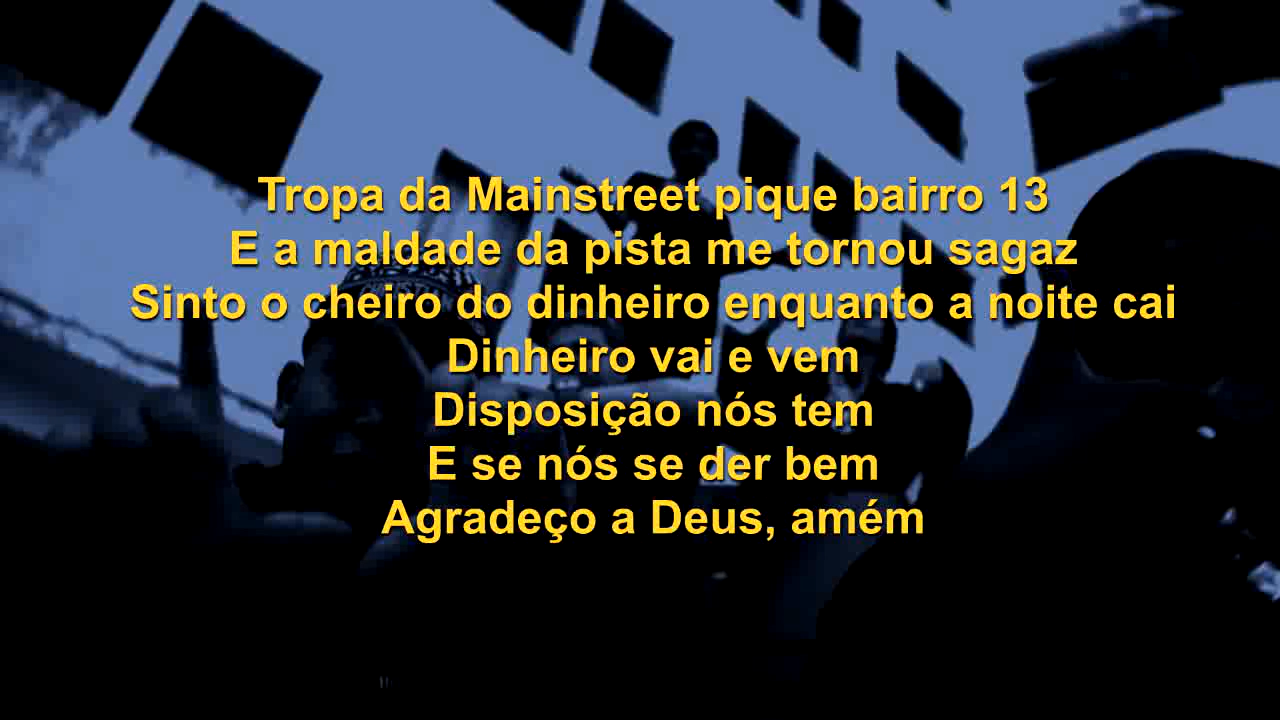 Tropa da Mainstreet pique bairro 13
E a maldade da pista me tornou sagaz
Sinto o cheiro do dinheiro enquanto a noite cai
Dinheiro vai e vem
Disposição nós tem
E se nós se der bem
Agradeço a Deus, amém